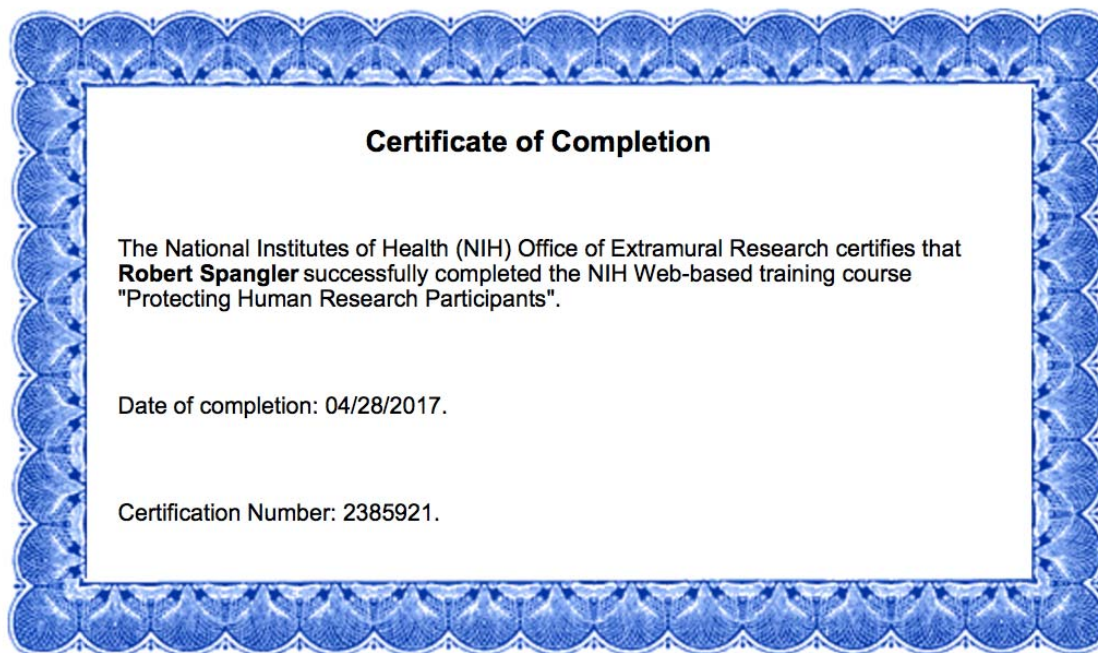 Certificate of Completion
The National Institutes of Health (NIH) Office of Extramural Research certifies that
Robert Spangler successfully completed the NIH Web-based training course
"Protecting Human Research Participants".
Date of completion: 04/28/2017.
Certification Number: 2385921.